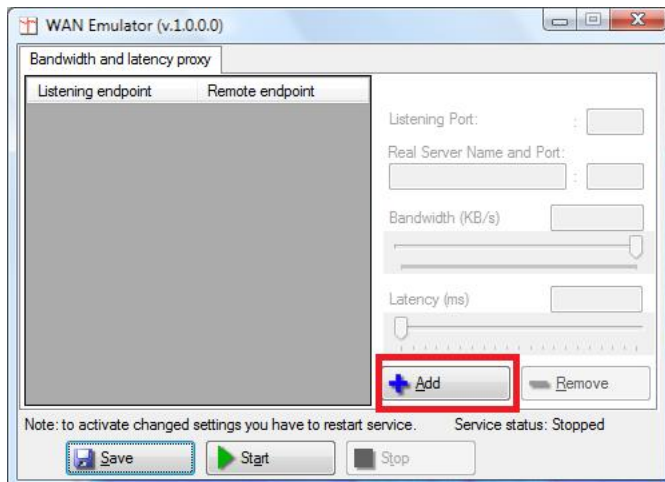 WAN Emulator (v.1.0.0.0)
Bandwidth and latency proxy
Listening endpoint Remote endpoint
Listening Port: :
Real Server Name and Port:
:
Bandwidth (KB/s)
Latency (ms)
Add Remove
Note: to activate changed settings you have to restart service. Service status: Stopped
Save Start Stop